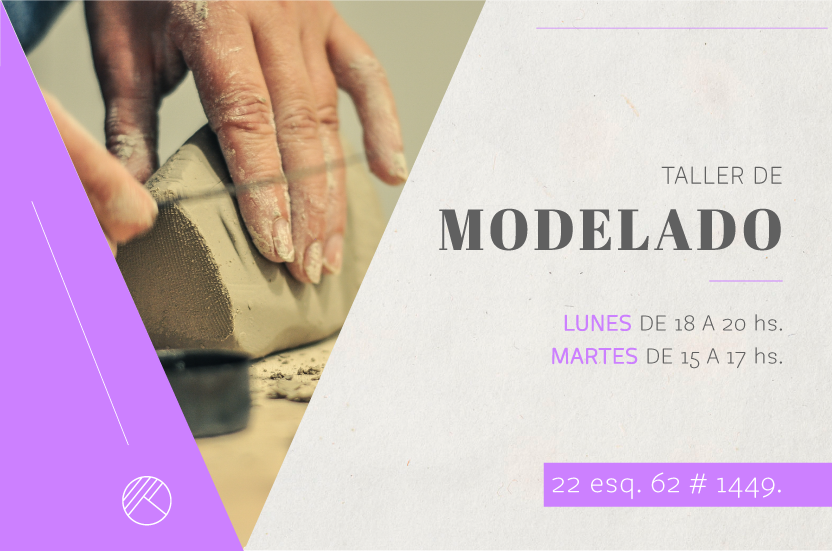 TALLER DE
MODELADO
LUNES DE 18 A 20 hs.
MARTES DE 15 A 17 hs.
22 esq. 62 # 1449.